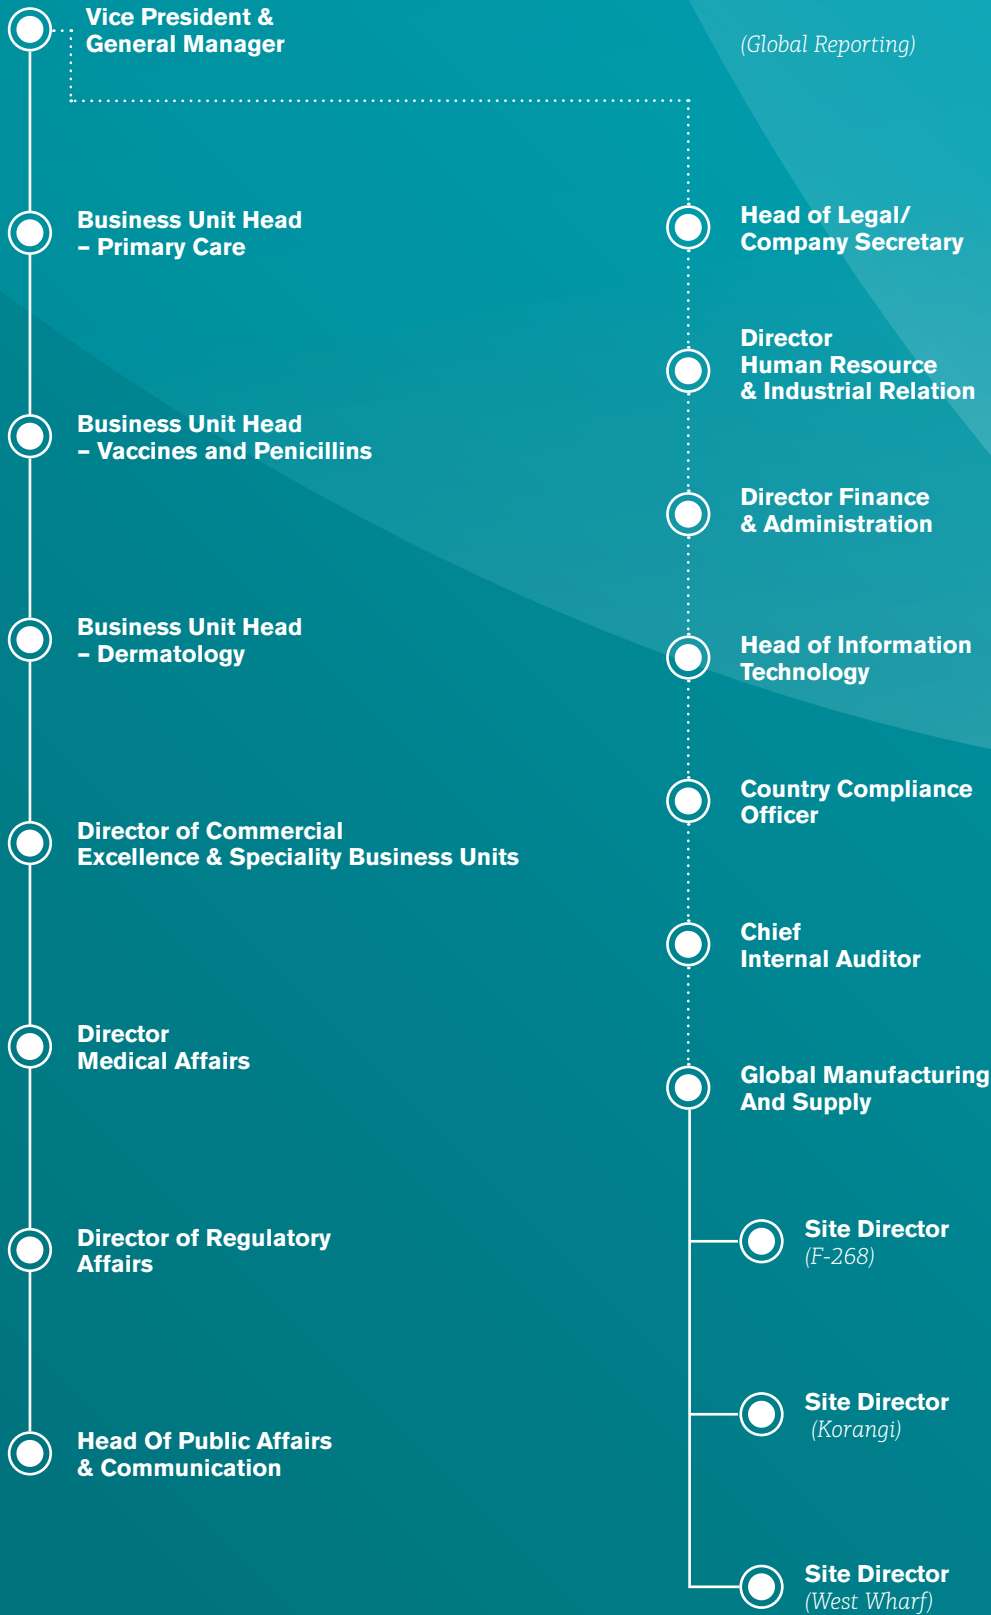 Vice President &
General Manager
Business Unit Head
– Primary Care
Business Unit Head
– Vaccines and Penicillins
Business Unit Head
– Dermatology
Director of Commercial
Excellence & Speciality Business Units
Director
Medical Affairs
Director of Regulatory
Affairs
Head Of Public Affairs
& Communication
(Global Reporting)
Head of Legal/
Company Secretary
Director
Human Resource
& Industrial Relation
Director Finance
& Administration
Head of Information
Technology
Country Compliance
Officer
Chief
Internal Auditor
Global Manufacturing
And Supply
Site Director
(F-268)
Site Director
(Korangi)
Site Director
(West Wharf)